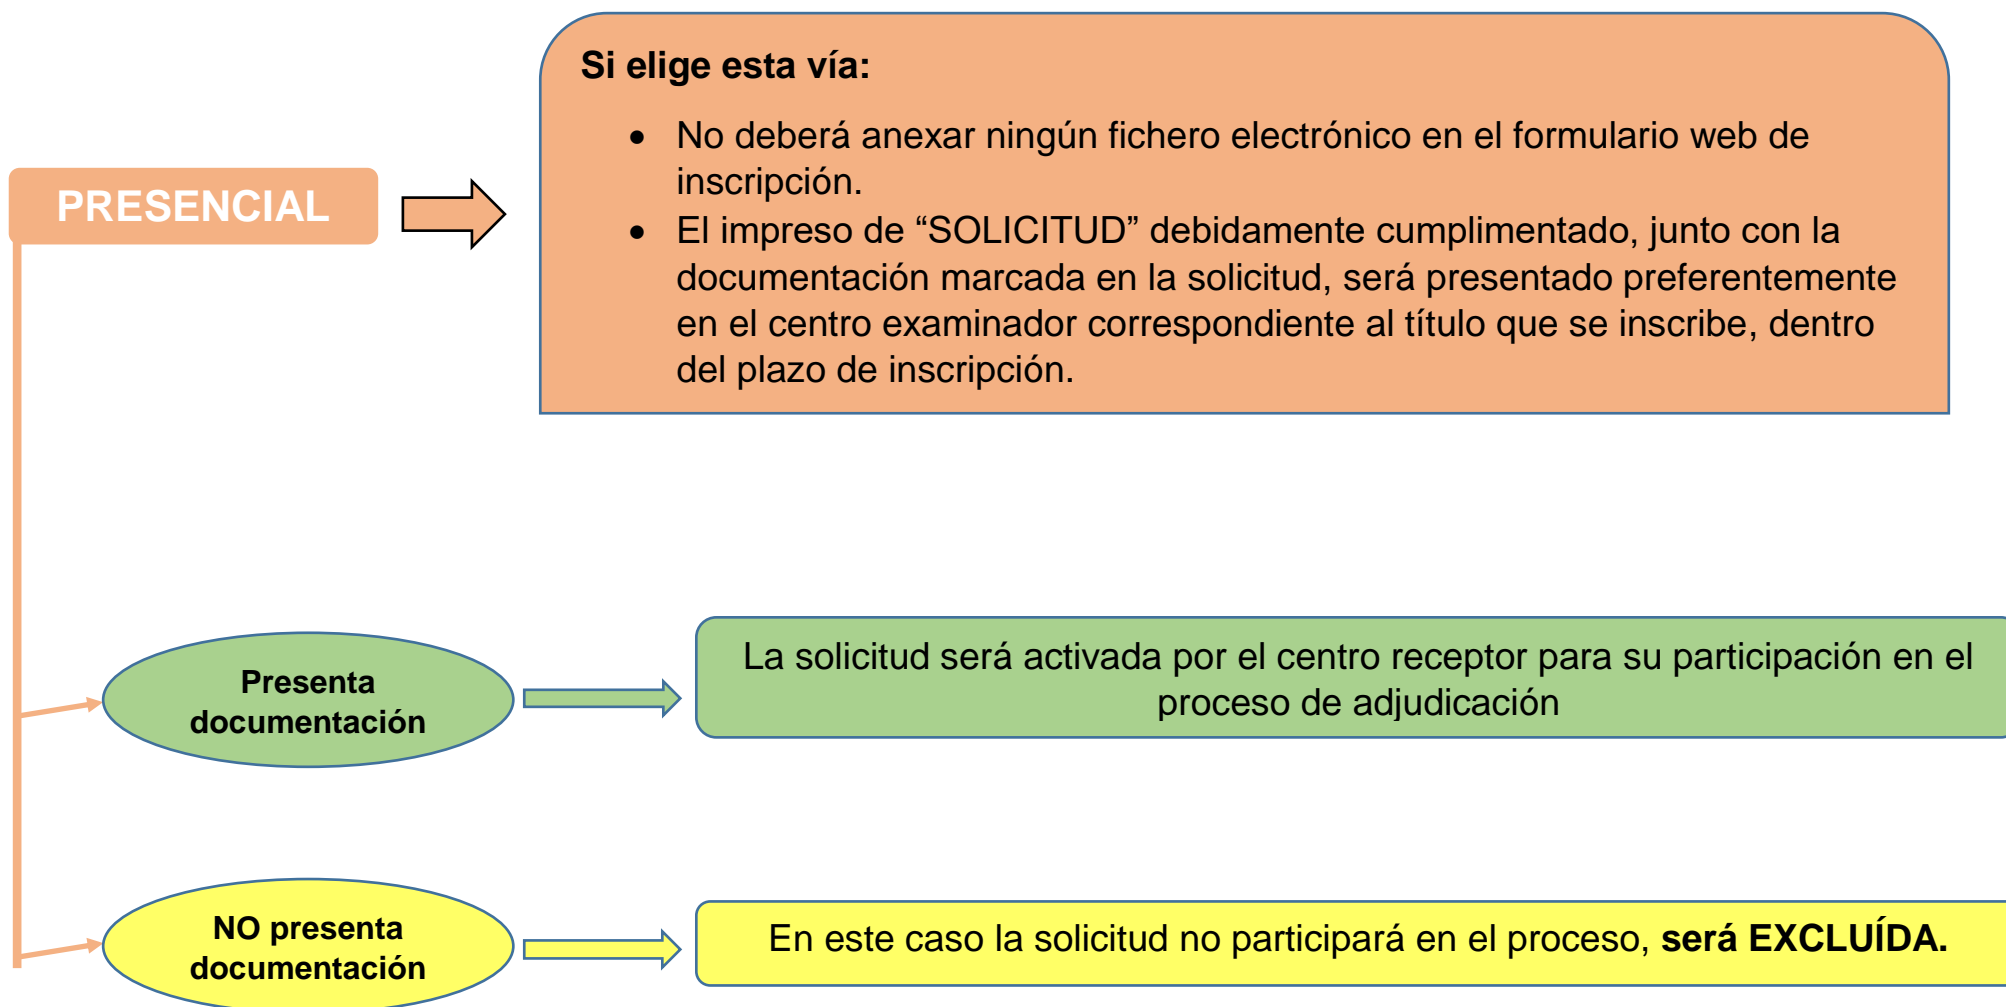 Si elige esta vía:
• No deberá anexar ningún fichero electrónico en el formulario web de
inscripción.
• El impreso de “SOLICITUD” debidamente cumplimentado, junto con la
documentación marcada en la solicitud, será presentado preferentemente
en el centro examinador correspondiente al título que se inscribe, dentro
del plazo de inscripción.
PRESENCIAL
Presenta
documentación
La solicitud será activada por el centro receptor para su participación en el
proceso de adjudicación
NO presenta
documentación
En este caso la solicitud no participará en el proceso, será EXCLUÍDA.